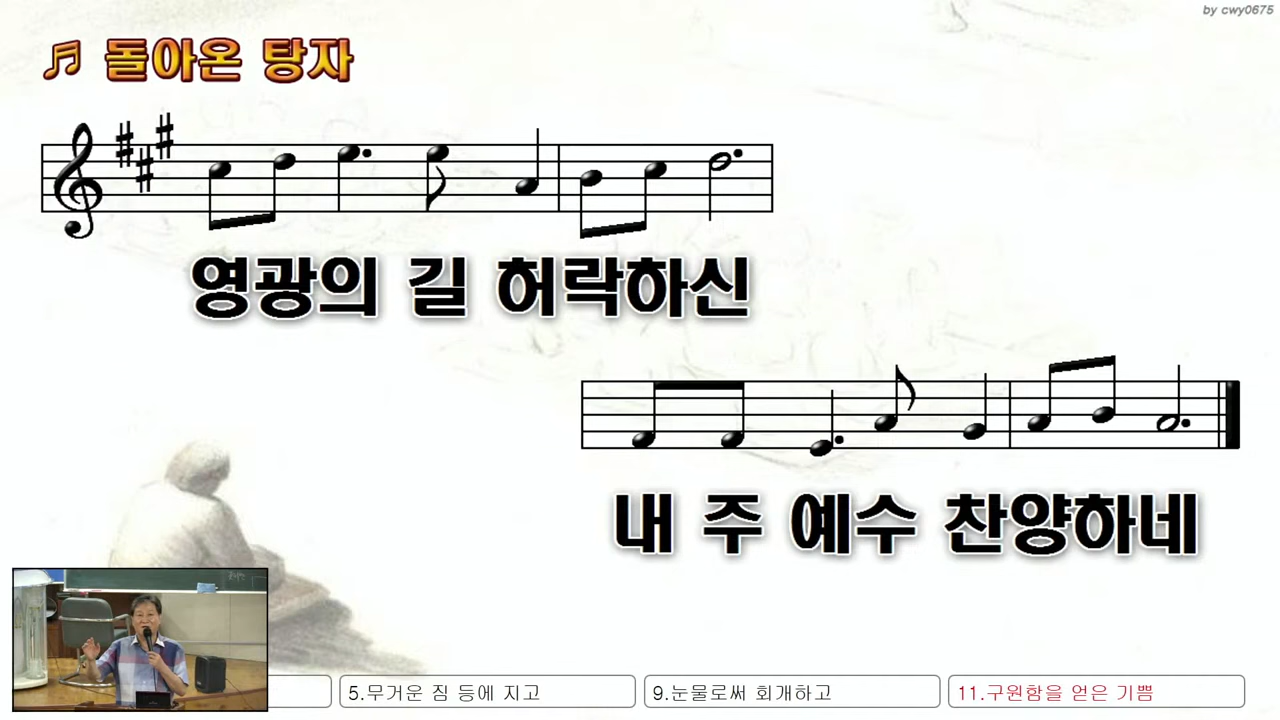 by cwy0675
♬ 돌아온 탕자
영광의 길 허락하신
내 주 예수 찬양하네
5.무거운 짐 등에 지고
9.눈물로써 회개하고
11.구원함을 얻은 기쁨